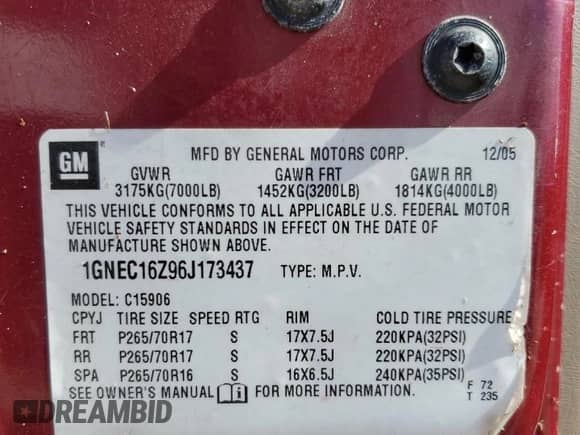 GM
MFD BY GENERAL MOTORS CORP. 12/05
GVWR GAWR FRT GAWR RR
3175KG(7000LB) 1452KG(3200LB) 1814KG(4000LB)
THIS VEHICLE CONFORMS TO ALL APPLICABLE U.S. FEDERAL MOTOR
VEHICLE SAFETY STANDARDS IN EFFECT ON THE DATE OF
MANUFACTURE SHOWN ABOVE.
1GNEC16Z96J173437 TYPE: M.P.V.
MODEL: C15906
CPYJ TIRE SIZE SPEED RTG RIM COLD TIRE PRESSURE
FRT P265/70R17 S 17X7.5J 220KPA(32PSI)
RR P265/70R17 S 17X7.5J 220KPA(32PSI)
SPA P265/70R16 S 16X6.5J 240KPA(35PSI)
SEE OWNER'S MANUAL FOR MORE INFORMATION. F 72
T 235
DREAMBID